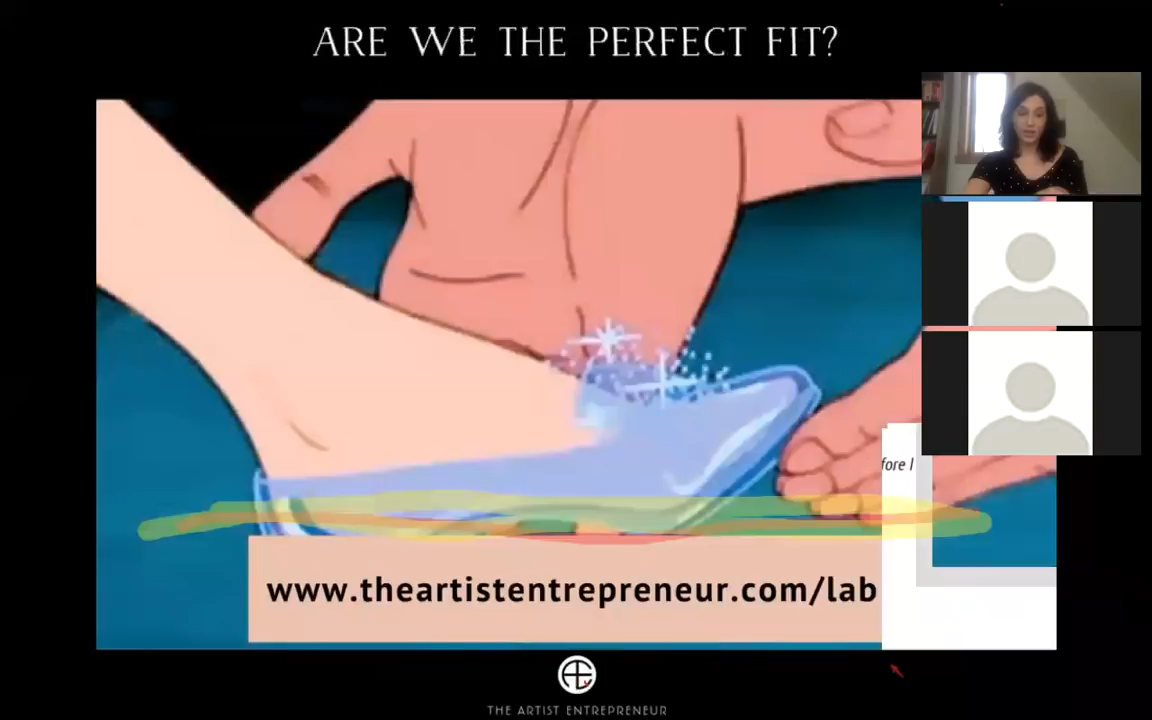 ARE WE THE PERFECT FIT?
fore I
www.theartistentrepreneur.com/lab
THE ARTIST ENTREPRENEUR